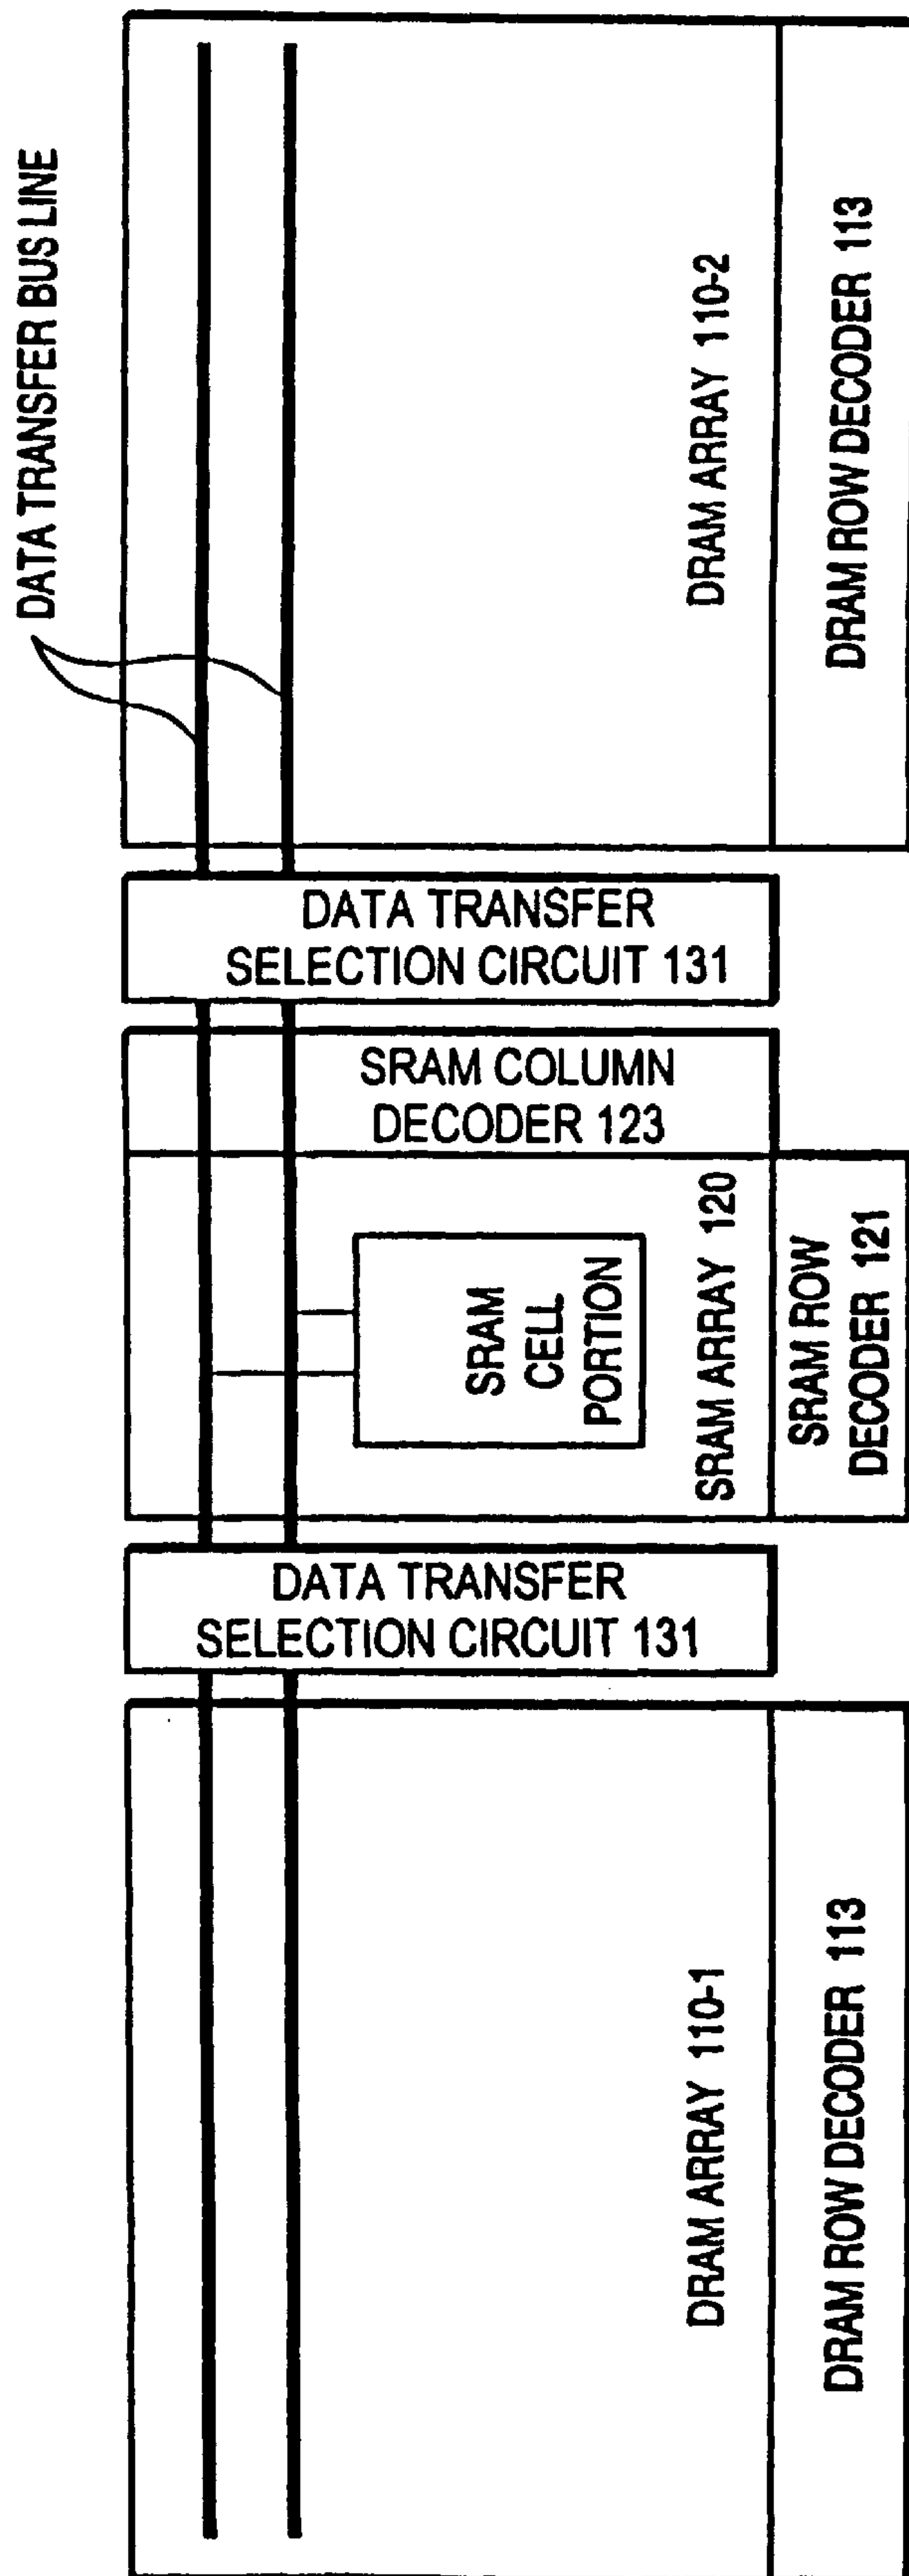 DATA TRANSFER BUS LINE
DRAM ARRAY 110-2
DRAM ROW DECODER 113
DATA TRANSFER
SELECTION CIRCUIT 131
SRAM COLUMN
DECODER 123
SRAM
CELL
PORTION
SRAM ARRAY 120
SRAM ROW
DECODER 121
DATA TRANSFER
SELECTION CIRCUIT 131
DRAM ARRAY 110-1
DRAM ROW DECODER 113